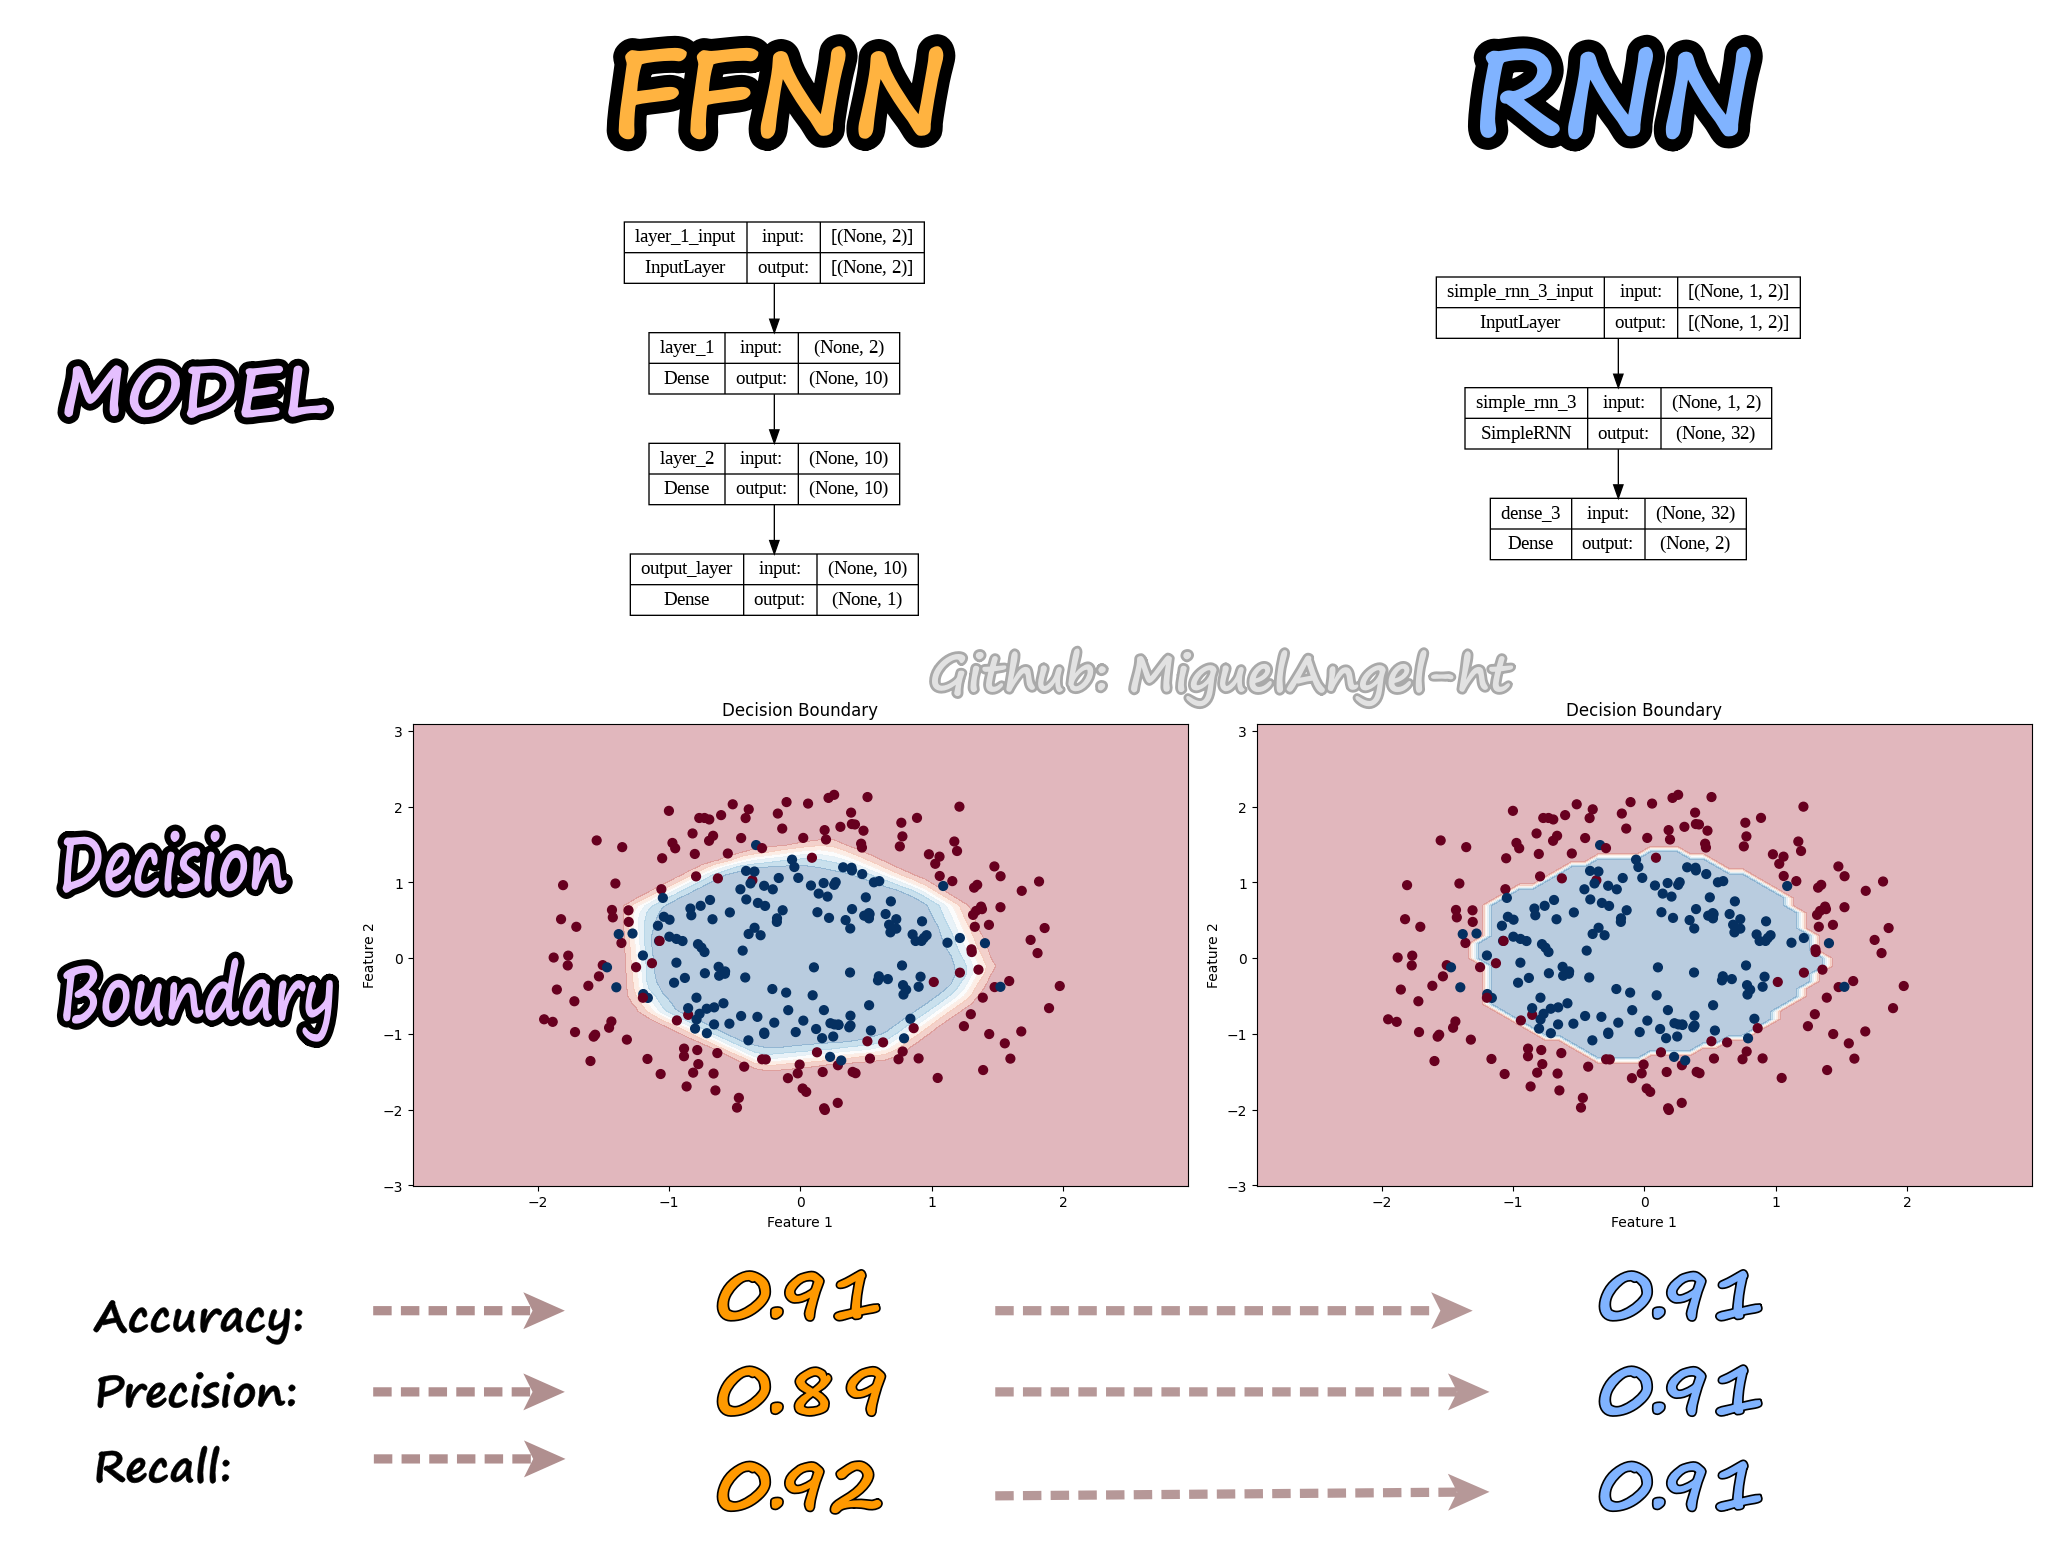 FFNN
RNN
layer_1_input input: [(None, 2)]
InputLayer output: [(None, 2)]
layer_1 input: (None, 2)
Dense output: (None, 10)
layer_2 input: (None, 10)
Dense output: (None, 10)
output_layer input: (None, 10)
Dense output: (None, 1)
simple_rnn_3_input input: [(None, 1, 2)]
InputLayer output: [(None, 1, 2)]
simple_rnn_3 input: (None, 1, 2)
SimpleRNN output: (None, 32)
dense_3 input: (None, 32)
Dense output: (None, 2)
MODEL
Github: MiguelAngel-ht
Decision
Boundary
Decision Boundary
3
2
1
0
−1
−2
−3
Feature 2
−2 −1 0 1 2
Feature 1
Decision Boundary
3
2
1
0
−1
−2
−3
Feature 2
−2 −1 0 1 2
Feature 1
Accuracy: 0.91 0.91
Precision: 0.89 0.91
Recall: 0.92 0.91